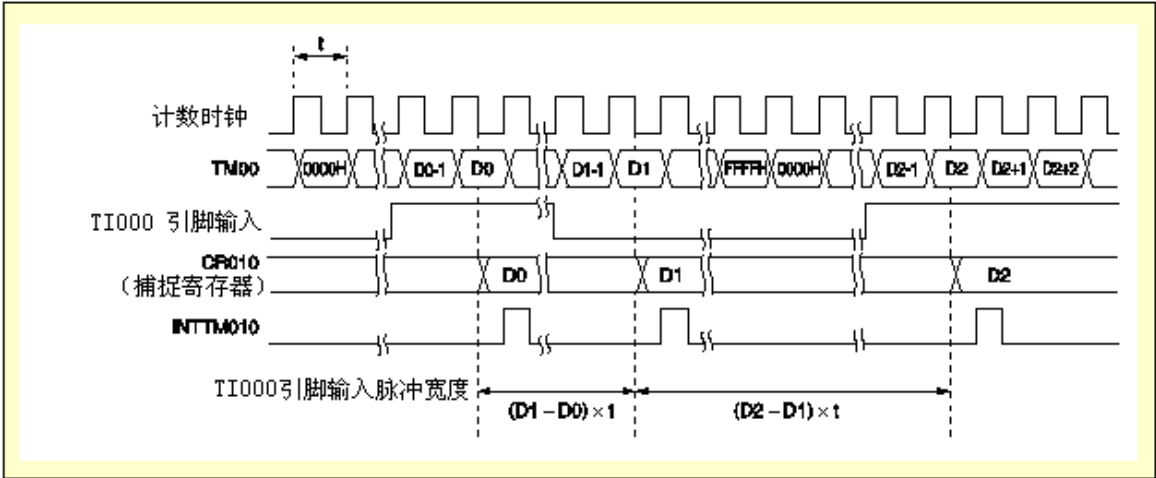 t
计数时钟
TM00 0000H D0-1 D0 D1-1 D1 FFFFH 0000H D2-1 D2 D2+1 D2+2
TI000 引脚输入
CR010
(捕捉寄存器) D0 D1 D2
INTTM010
TI000引脚输入脉冲宽度
(D1 – D0) × t (D2 – D1) × t